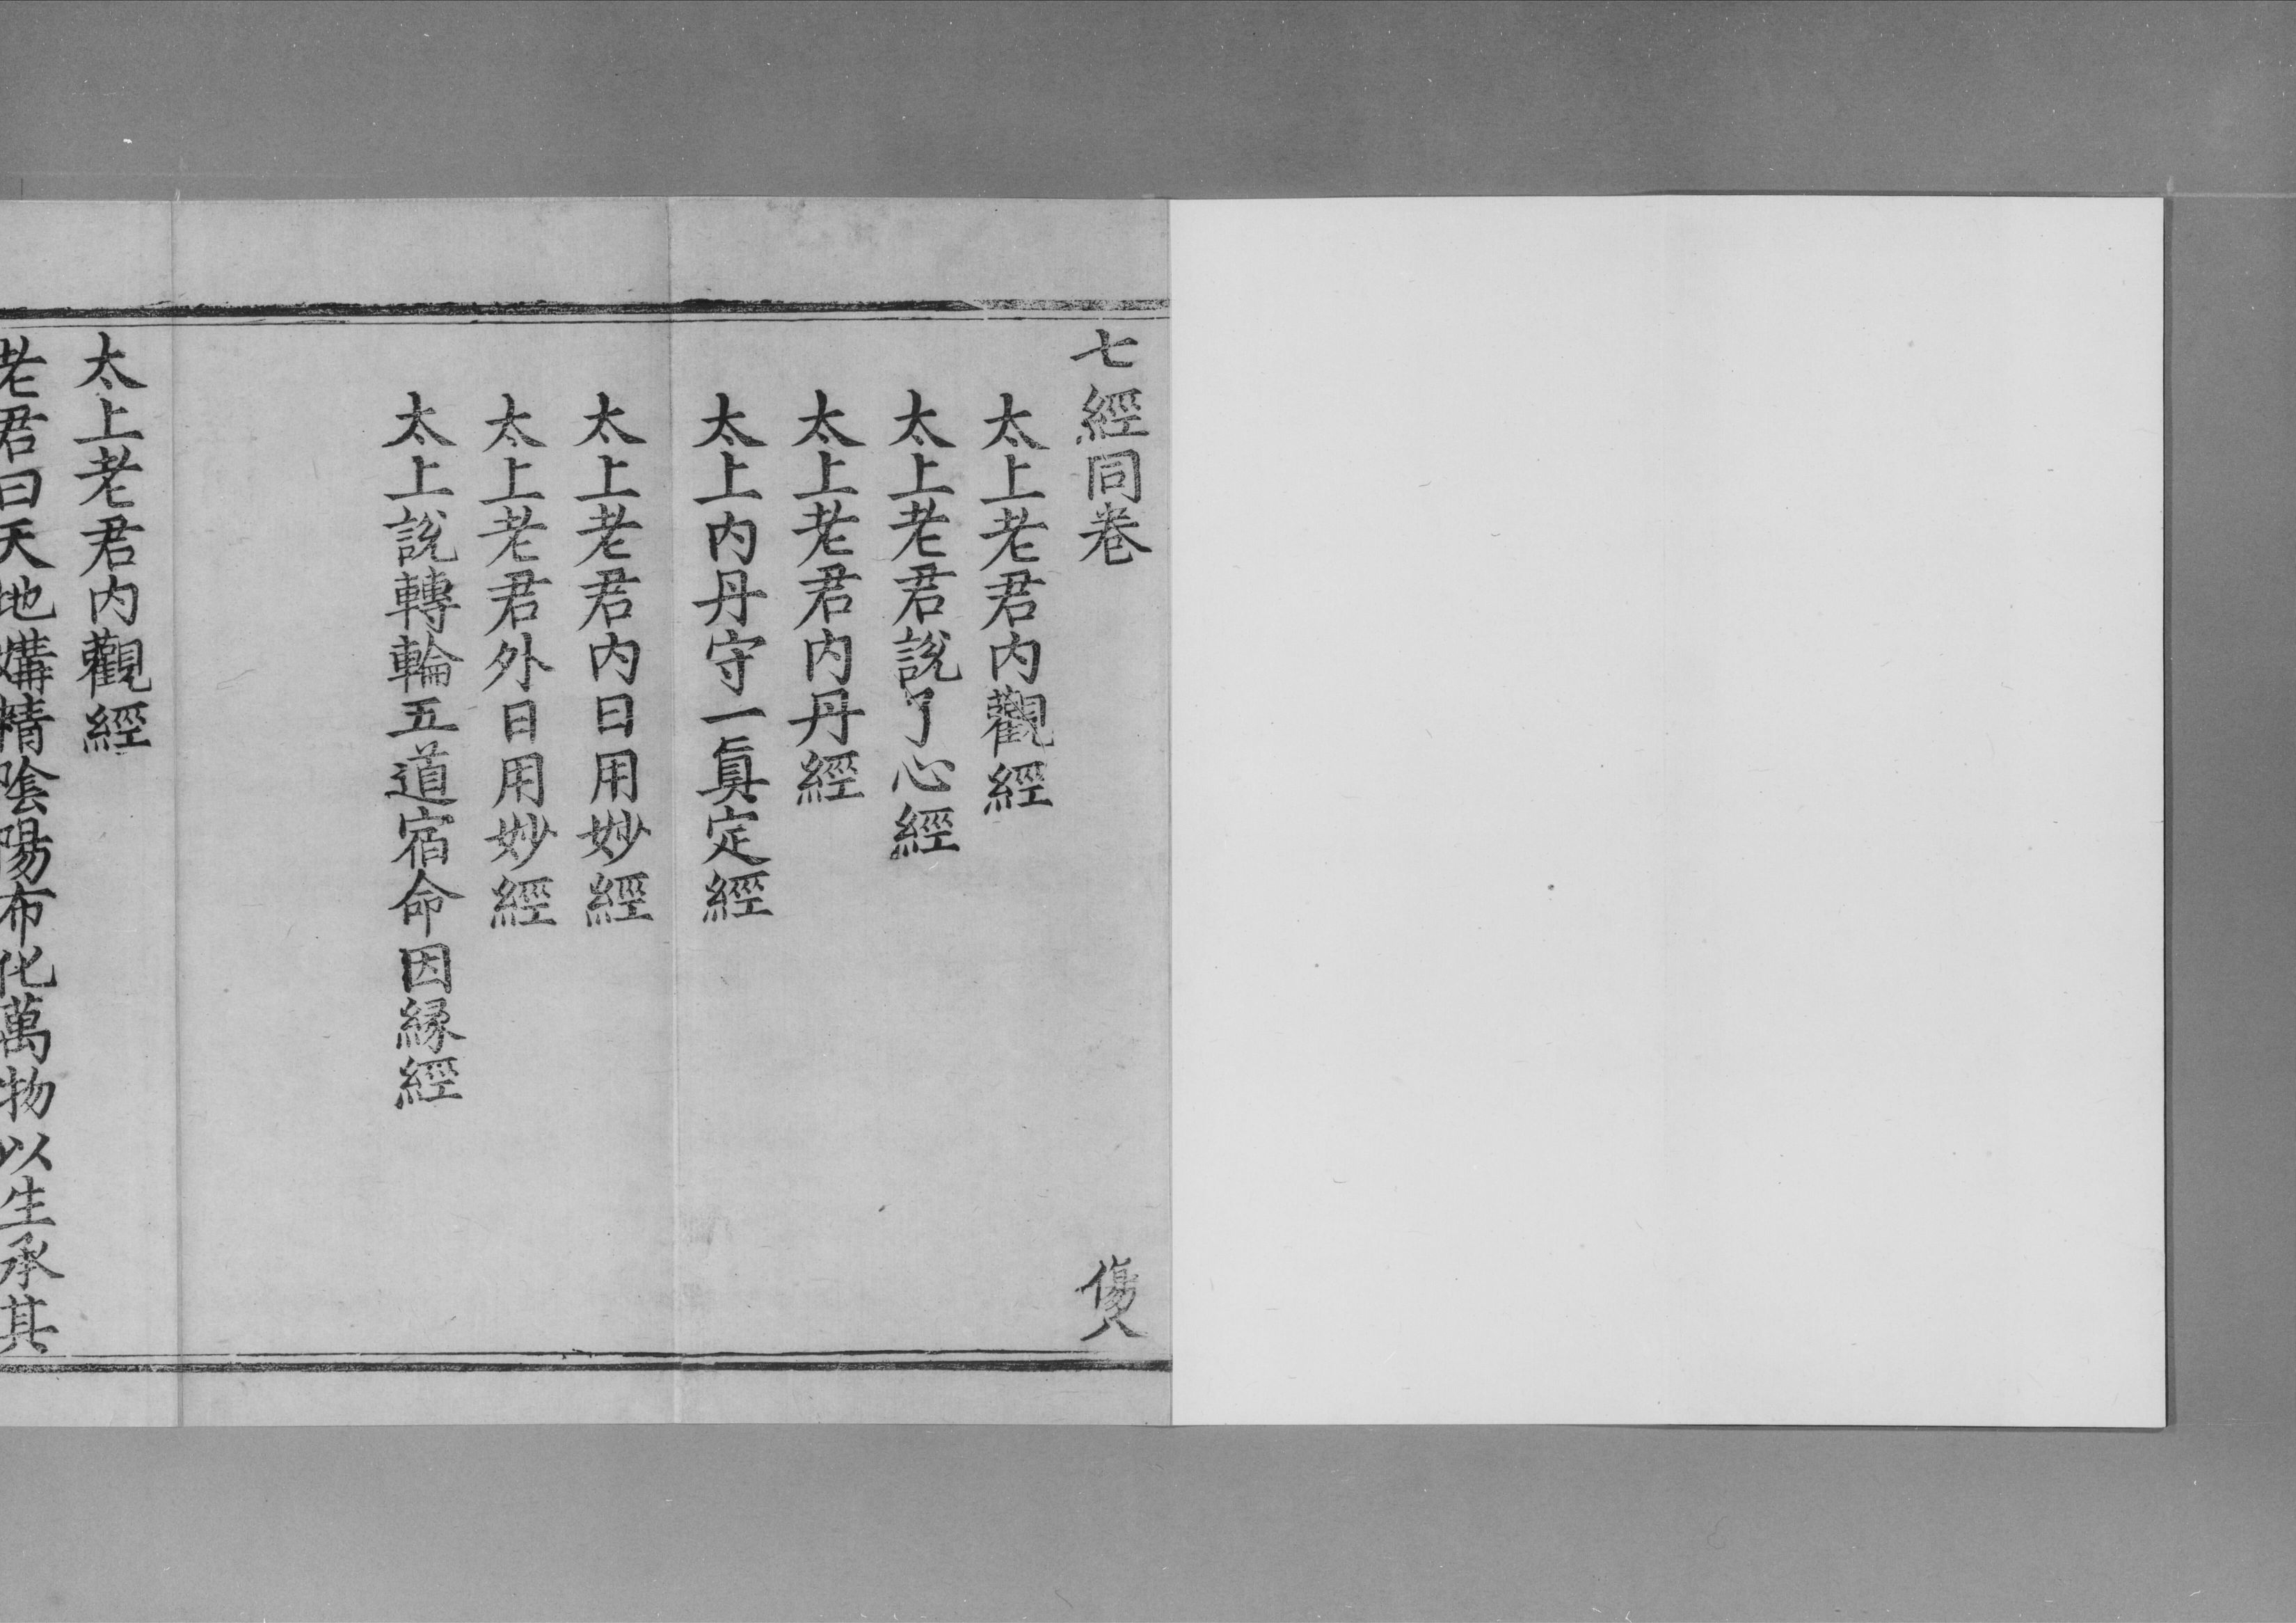 七經同卷 傷八
太上老君內觀經
太上老君說了心經
太上老君內丹經
太上內丹守一眞定經
太上老君內日用妙經
太上老君外日用妙經
太上說轉輪五道宿命因緣經
太上老君內觀經
老君曰天地媾精陰陽布化萬物以生承其